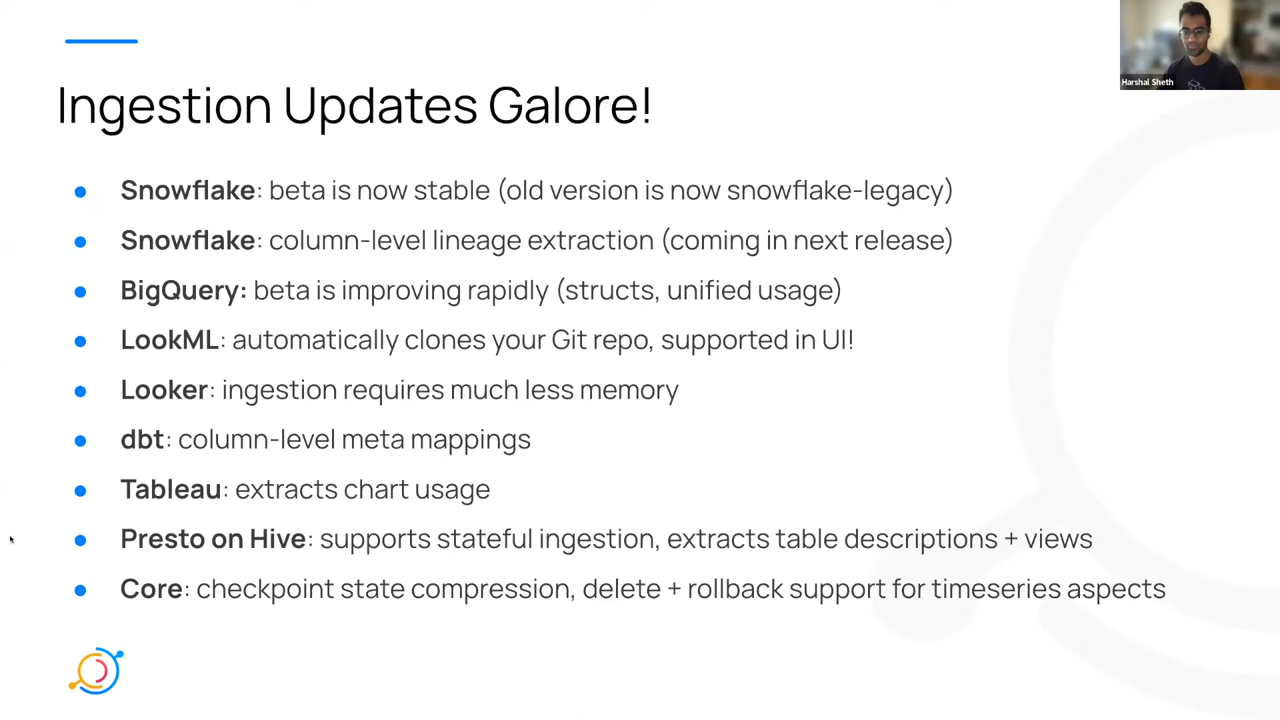 Harshal Sheth
Ingestion Updates Galore!
● Snowflake: beta is now stable (old version is now snowflake-legacy)
● Snowflake: column-level lineage extraction (coming in next release)
● BigQuery: beta is improving rapidly (structs, unified usage)
● LookML: automatically clones your Git repo, supported in UI!
● Looker: ingestion requires much less memory
● dbt: column-level meta mappings
● Tableau: extracts chart usage
● Presto on Hive: supports stateful ingestion, extracts table descriptions + views
● Core: checkpoint state compression, delete + rollback support for timeseries aspects